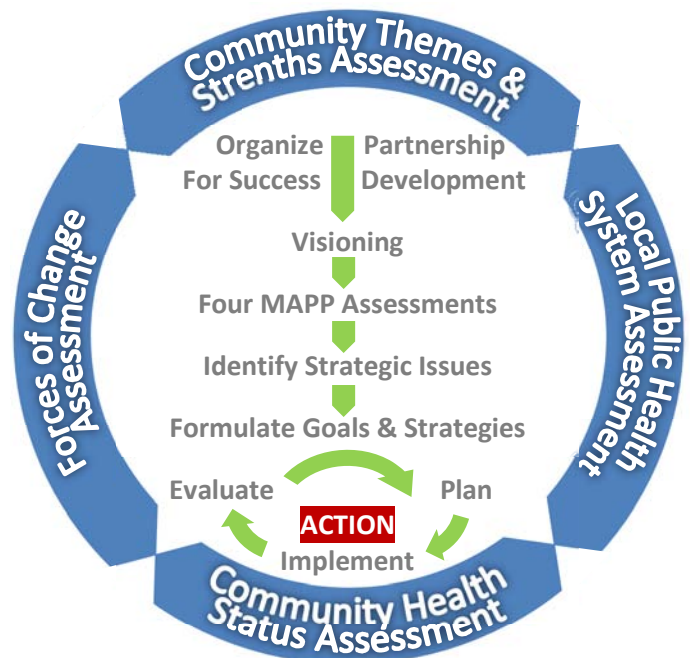 Community Themes &
Strenths Assessment
Organize Partnership
For Success Development
Visioning
Four MAPP Assessments
Identify Strategic Issues
Formulate Goals & Strategies
Evaluate Plan
ACTION
Implement
Forces of Change
Assessment
Local Public Health
System Assessment
Community Health
Status Assessment